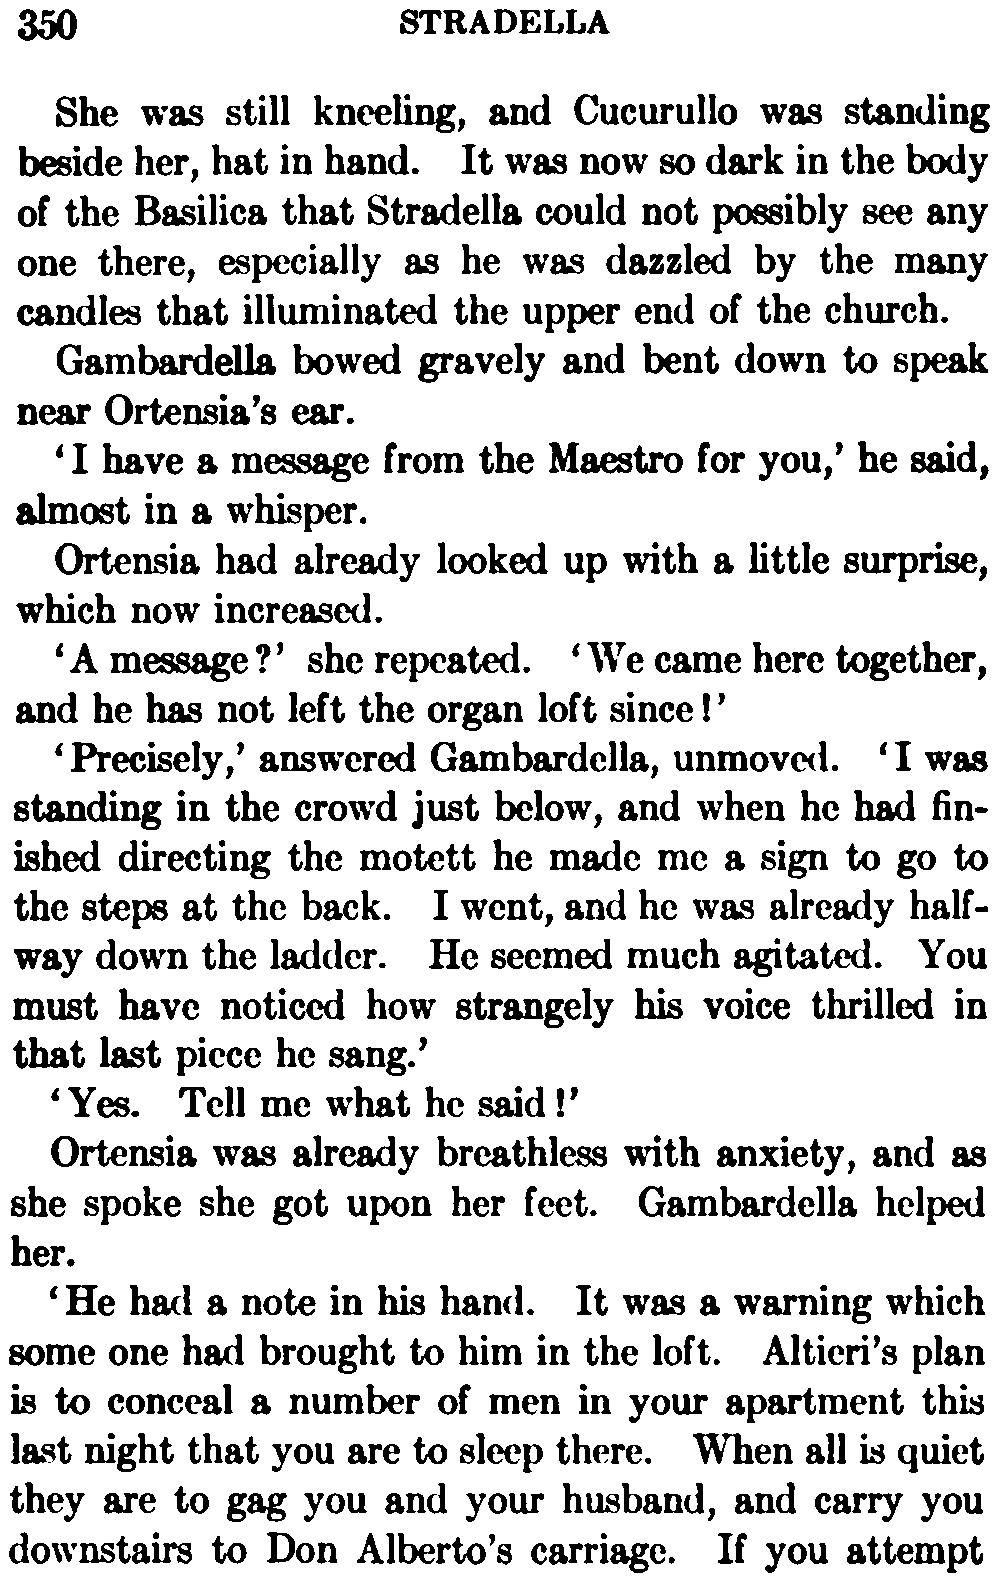 350 STRADELLA
She was still kneeling, and Cucurullo was standing
beside her, hat in hand. It was now so dark in the body
of the Basilica that Stradella could not possibly see any
one there, especially as he was dazzled by the many
candles that illuminated the upper end of the church.
Gambardella bowed gravely and bent down to speak
near Ortensia's ear.
‘I have a message from the Maestro for you,’ he said,
almost in a whisper.
Ortensia had already looked up with a little surprise,
which now increased.
‘A message?’ she repeated. ‘We came here together,
and he has not left the organ loft since!’
‘Precisely,’ answered Gambardella, unmoved. ‘I was
standing in the crowd just below, and when he had fin-
ished directing the motett he made me a sign to go to
the steps at the back. I went, and he was already half-
way down the ladder. He seemed much agitated. You
must have noticed how strangely his voice thrilled in
that last piece he sang.’
‘Yes. Tell me what he said!’
Ortensia was already breathless with anxiety, and as
she spoke she got upon her feet. Gambardella helped
her.
‘He had a note in his hand. It was a warning which
some one had brought to him in the loft. Altieri's plan
is to conceal a number of men in your apartment this
last night that you are to sleep there. When all is quiet
they are to gag you and your husband, and carry you
downstairs to Don Alberto's carriage. If you attempt